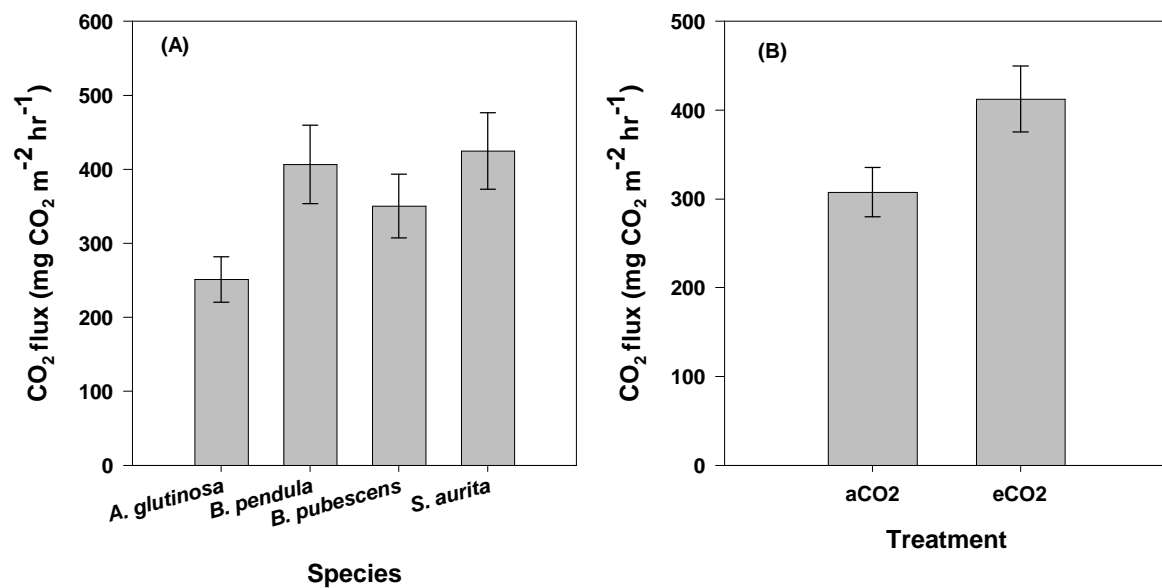 (A)
CO2 flux (mg CO2 m-2 hr-1)
600
500
400
300
200
100
0
A. glutinosa
B. pendula
B. pubescens
S. aurita
Species
(B)
CO2 flux (mg CO2 m-2 hr-1)
500
400
300
200
100
0
aCO2
eCO2
Treatment